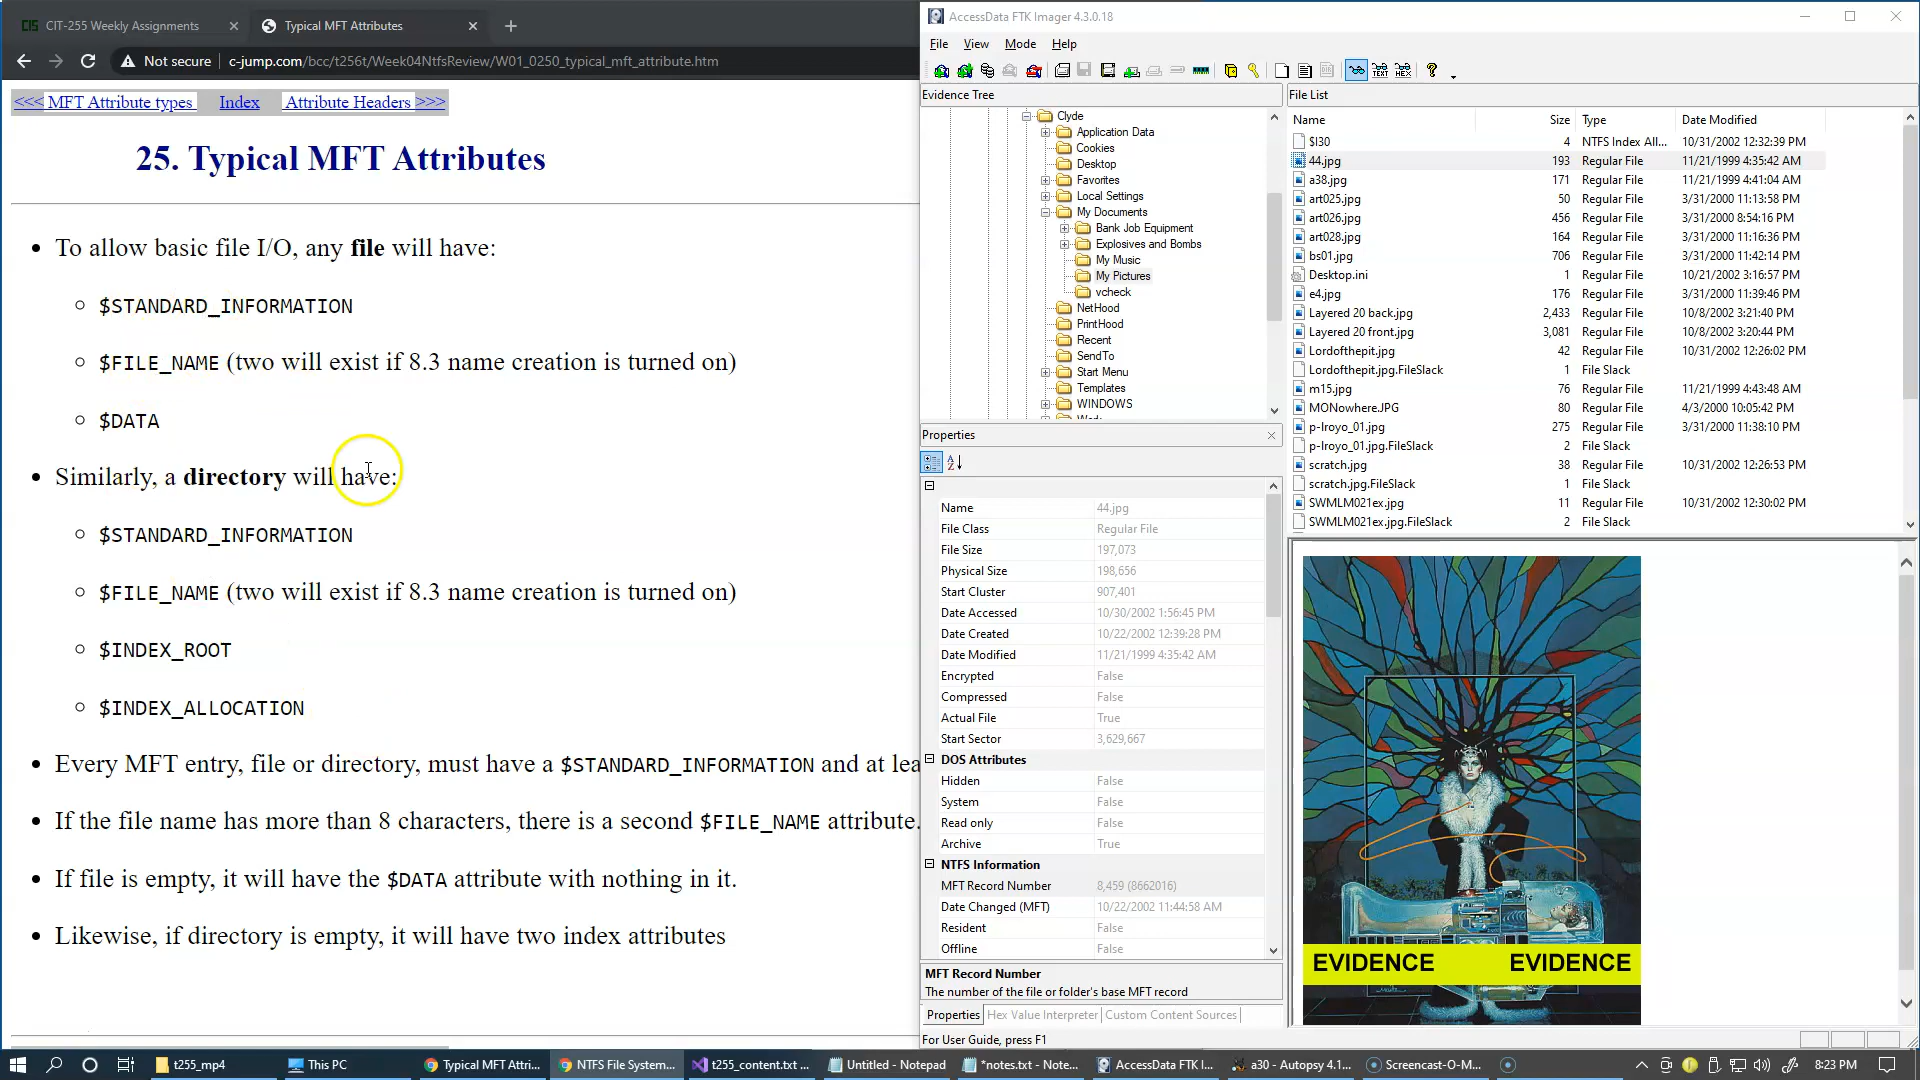 CIT-255 Weekly Assignments
Typical MFT Attributes
Not secure
c-jump.com/bcc/t256t/Week04NtfsReview/W01_0250_typical_mft_attribute.htm
<<< MFT Attribute types Index Attribute Headers >>>
25. Typical MFT Attributes
To allow basic file I/O, any file will have:
$STANDARD_INFORMATION
$FILE_NAME (two will exist if 8.3 name creation is turned on)
$DATA
Similarly, a directory will have:
$STANDARD_INFORMATION
$FILE_NAME (two will exist if 8.3 name creation is turned on)
$INDEX_ROOT
$INDEX_ALLOCATION
Every MFT entry, file or directory, must have a $STANDARD_INFORMATION and at lea
If the file name has more than 8 characters, there is a second $FILE_NAME attribute.
If file is empty, it will have the $DATA attribute with nothing in it.
Likewise, if directory is empty, it will have two index attributes
AccessData FTK Imager 4.3.0.18
File View Mode Help
Evidence Tree
Clyde
Application Data
Cookies
Desktop
Favorites
Local Settings
My Documents
Bank Job Equipment
Explosives and Bombs
My Music
My Pictures
vcheck
NetHood
PrintHood
Recent
SendTo
Start Menu
Templates
WINDOWS
Properties
Name 44.jpg
File Class Regular File
File Size 197,073
Physical Size 198,656
Start Cluster 907,401
Date Accessed 10/30/2002 1:56:45 PM
Date Created 10/22/2002 12:39:28 PM
Date Modified 11/21/1999 4:35:42 AM
Encrypted False
Compressed False
Actual File True
Start Sector 3,629,667
DOS Attributes
Hidden False
System False
Read only False
Archive True
NTFS Information
MFT Record Number 8,459 (8662016)
Date Changed (MFT) 10/22/2002 11:44:58 AM
Resident False
Offline False
MFT Record Number
The number of the file or folder's base MFT record
Properties Hex Value Interpreter Custom Content Sources
For User Guide, press F1
File List
Name Size Type Date Modified
$I30 4 NTFS Index All... 10/31/2002 12:32:39 PM
44.jpg 193 Regular File 11/21/1999 4:35:42 AM
a38.jpg 171 Regular File 11/21/1999 4:41:04 AM
art025.jpg 50 Regular File 3/31/2000 11:13:58 PM
art026.jpg 456 Regular File 3/31/2000 8:54:16 PM
art028.jpg 164 Regular File 3/31/2000 11:16:36 PM
bs01.jpg 706 Regular File 3/31/2000 11:42:14 PM
Desktop.ini 1 Regular File 10/21/2002 3:16:57 PM
e4.jpg 176 Regular File 3/31/2000 11:39:46 PM
Layered 20 back.jpg 2,433 Regular File 10/8/2002 3:21:40 PM
Layered 20 front.jpg 3,081 Regular File 10/8/2002 3:20:44 PM
Lordofthepit.jpg 42 Regular File 10/31/2002 12:26:02 PM
Lordofthepit.jpg.FileSlack 1 File Slack
m15.jpg 76 Regular File 11/21/1999 4:43:48 AM
MONowhere.JPG 80 Regular File 4/3/2000 10:05:42 PM
p-lroyo_01.jpg 275 Regular File 3/31/2000 11:38:10 PM
p-lroyo_01.jpg.FileSlack 2 File Slack
scratch.jpg 38 Regular File 10/31/2002 12:26:53 PM
scratch.jpg.FileSlack 1 File Slack
SWMLM021ex.jpg 11 Regular File 10/31/2002 12:30:02 PM
SWMLM021ex.jpg.FileSlack 2 File Slack
EVIDENCE EVIDENCE
t255_mp4 This PC Typical MFT Attri... NTFS File System... t255_content.txt ... Untitled - Notepad *notes.txt - Note... AccessData FTK I... a30 - Autopsy 4.1... Screencast-O-M... 8:23 PM